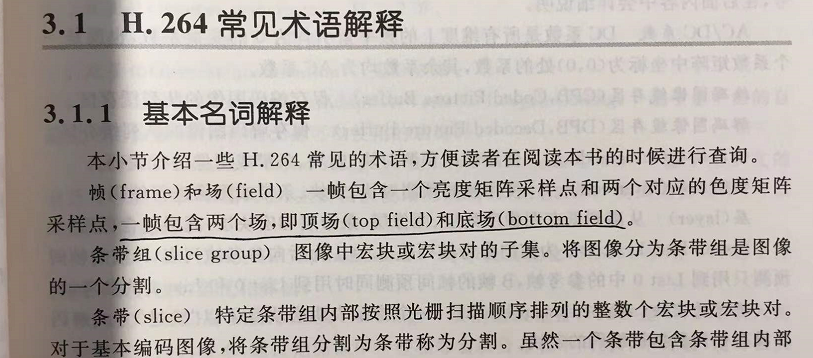 3.1 H.264 常见术语解释
3.1.1 基本名词解释
本小节介绍一些 H.264 常见的术语,方便读者在阅读本书的时候进行查询。
帧(frame)和场(field) 一帧包含一个亮度矩阵采样点和两个对应的色度矩阵
采样点,一帧包含两个场,即顶场(top field)和底场(bottom field)。
条带组(slice group) 图像中宏块或宏块对的子集。将图像分为条带组是图像
的一个分割。
条带(slice) 特定条带组内部按照光栅扫描顺序排列的整数个宏块或宏块对。
对于基本编码图像,将条带组分割为条带称为分割。虽然一个条带包含条带组内部